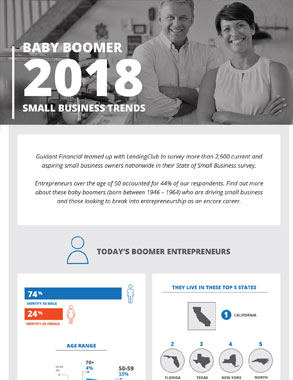 BABY BOOMER
2018
SMALL BUSINESS TRENDS
Guidant Financial teamed up with LendingClub to survey more than 2,600 current and
aspiring small business owners nationwide in their State of Small Business survey.
Entrepreneurs over the age of 50 accounted for 44% of our respondents. Find out more
about these baby boomers (born between 1946 – 1964) who are driving small business
and those looking to break into entrepreneurship as an encore career.
TODAY'S BOOMER ENTREPRENEURS
74%
IDENTIFY AS MALE
24%
IDENTIFY AS FEMALE
AGE RANGE
70+
4%
50-59
THEY LIVE IN THESE TOP 5 STATES
1 CALIFORNIA
2 3 4 5
FLORIDA TEXAS NEW YORK NORTH